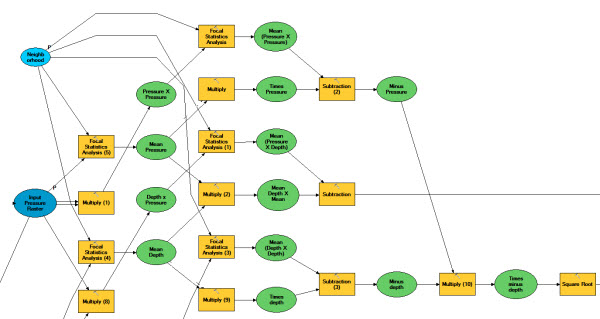 Focal
Statistics
Analysis
Mean
(Pressure X
Pressure)
P
Neighb
orhood
Pressure X
Pressure
Multiply
Times
Pressure
Subtraction
(2)
Minus
Pressure
Focal
Statistics
Analysis (5)
Mean
Pressure
Focal
Statistics
Analysis (1)
Mean
(Pressure
X Depth)
P
Input
Pressure
Raster
Multiply (1)
Depth x
Pressure
Multiply (2)
Mean
Depth X
Mean
Subtraction
Focal
Statistics
Analysis (4)
Mean
Depth
Focal
Statistics
Analysis (3)
Mean
(Depth X
Depth)
Multiply (8)
Multiply (9)
Times
depth
Subtraction
(3)
Minus
depth
Multiply (10)
Times
minus
depth
Square Root